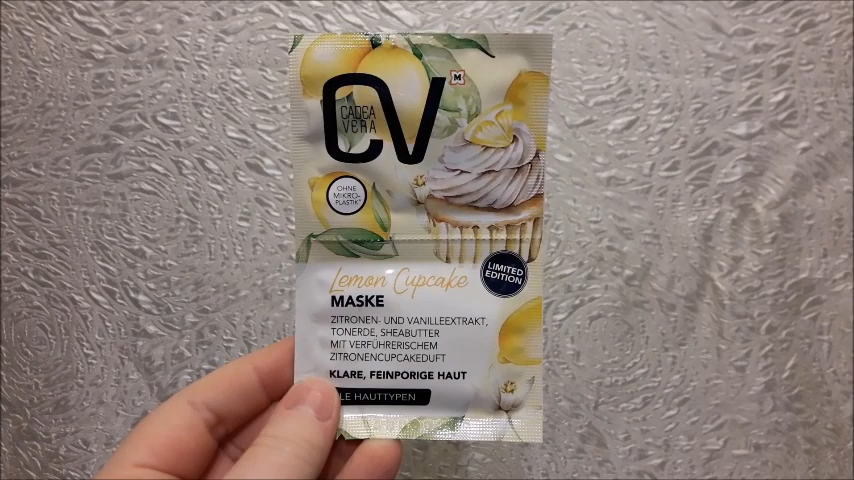 M
CV
CADEA
VERA
OHNE
MIKRO-
PLASTIK*
Lemon Cupcake
MASKE
LIMITED
EDITION
ZITRONEN- UND VANILLEEXTRAKT,
TONERDE, SHEABUTTER
MIT VERFÜHRERISCHEM
ZITRONENCUPCAKEDUFT
KLARE, FEINPORIGE HAUT
LE HAUTTYPEN